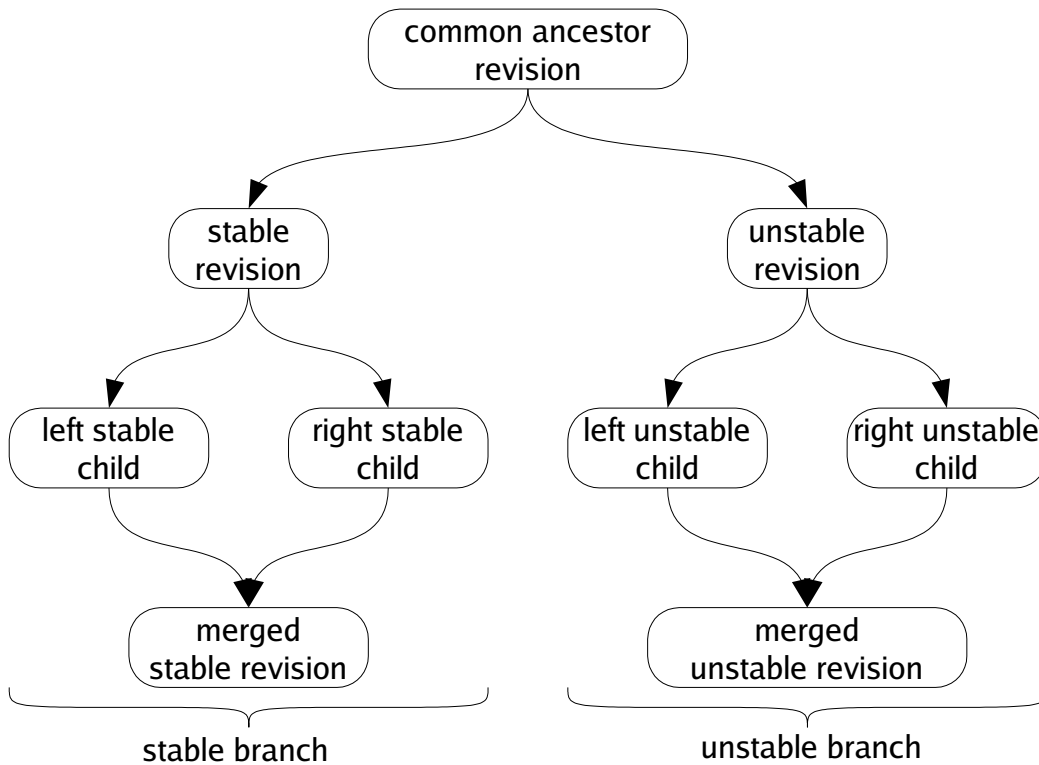 common ancestor
revision
stable
revision
unstable
revision
left stable
child
right stable
child
left unstable
child
right unstable
child
merged
stable revision
merged
unstable revision
stable branch
unstable branch